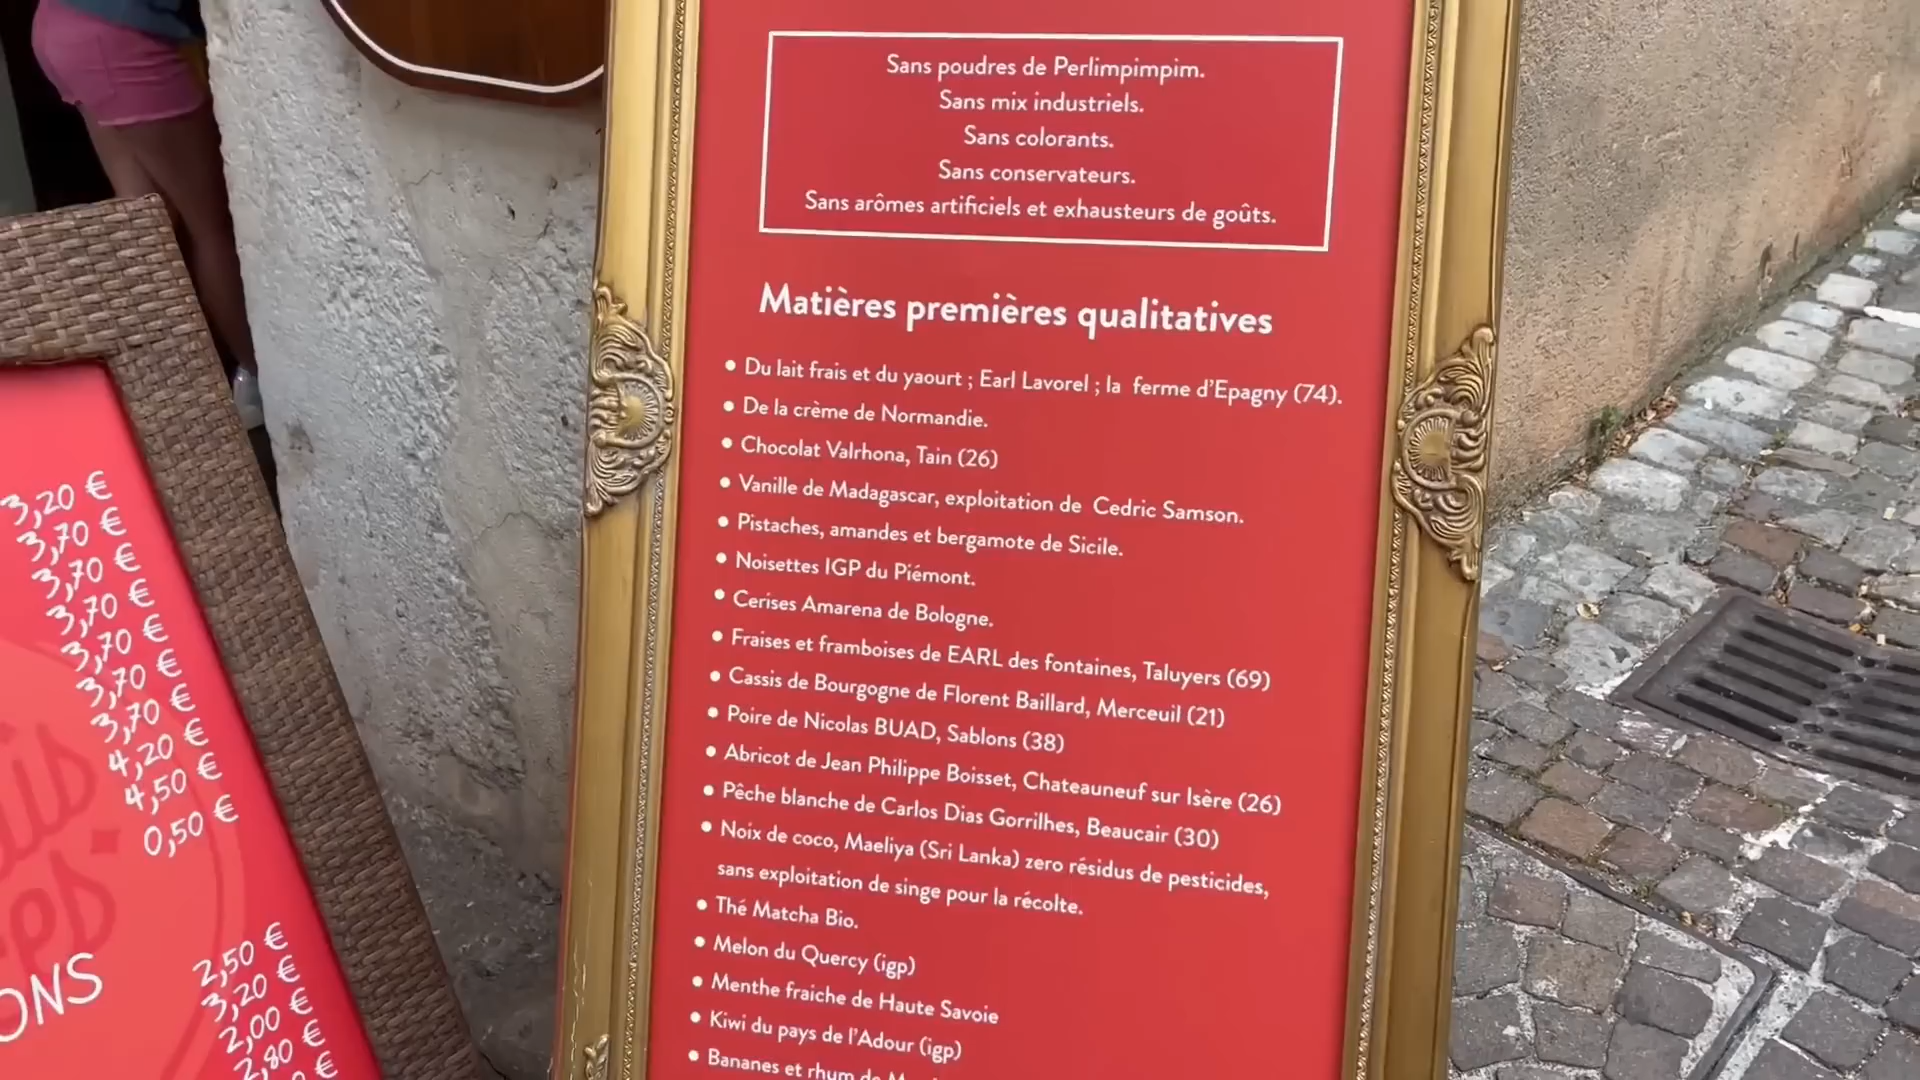 Sans poudres de Perlimpimpim.
Sans mix industriels.
Sans colorants.
Sans conservateurs.
Sans arômes artificiels et exhausteurs de goûts.
Matières premières qualitatives
• Du lait frais et du yaourt ; Earl Lavorel ; la ferme d'Epagny (74).
• De la crème de Normandie.
• Chocolat Valrhona, Tain (26)
• Vanille de Madagascar, exploitation de Cedric Samson.
• Pistaches, amandes et bergamote de Sicile.
• Noisettes IGP du Piémont.
• Cerises Amarena de Bologne.
• Fraises et framboises de EARL des fontaines, Taluyers (69)
• Cassis de Bourgogne de Florent Baillard, Merceuil (21)
• Poire de Nicolas BUAD, Sablons (38)
• Abricot de Jean Philippe Boisset, Chateauneuf sur Isère (26)
• Pêche blanche de Carlos Dias Gorrilhes, Beaucair (30)
• Noix de coco, Maeliya (Sri Lanka) zero résidus de pesticides,
sans exploitation de singe pour la récolte.
• Thé Matcha Bio.
• Melon du Quercy (igp)
• Menthe fraiche de Haute Savoie
• Kiwi du pays de l'Adour (igp)
• Bananes et rhum de
3,20 €
3,70 €
3,70 €
3,70 €
3,70 €
3,70 €
3,70 €
4,20 €
4,50 €
0,50 €
ONS
2,50 €
3,20 €
2,00 €
2,80 €
€